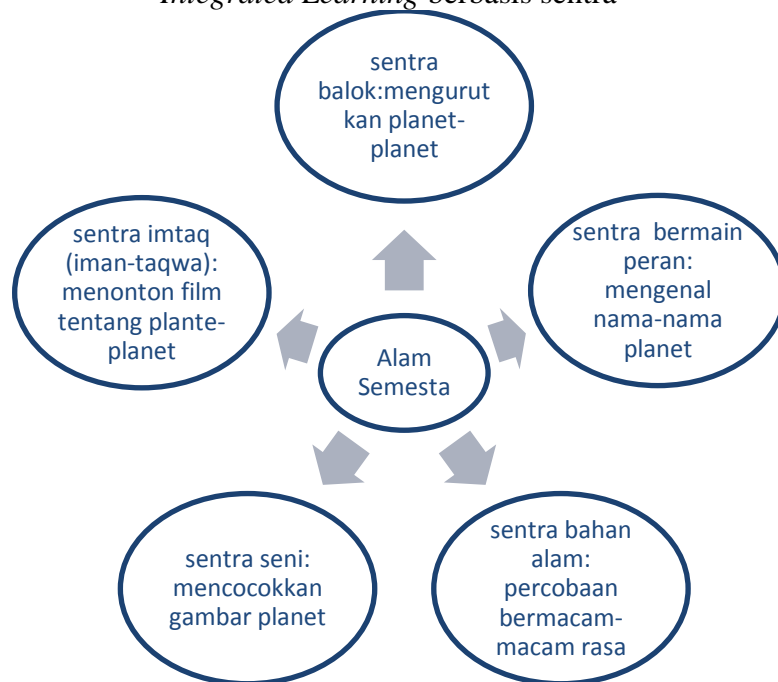 Integrated Learning berbasis sentra
sentra
balok:mengurut
kan planet-
planet
sentra imtaq
(iman-taqwa):
menonton film
tentang plante-
planet
sentra bermain
peran:
mengenal
nama-nama
planet
Alam
Semesta
sentra seni:
mencocokkan
gambar planet
sentra bahan
alam:
percobaan
bermacam-
macam rasa